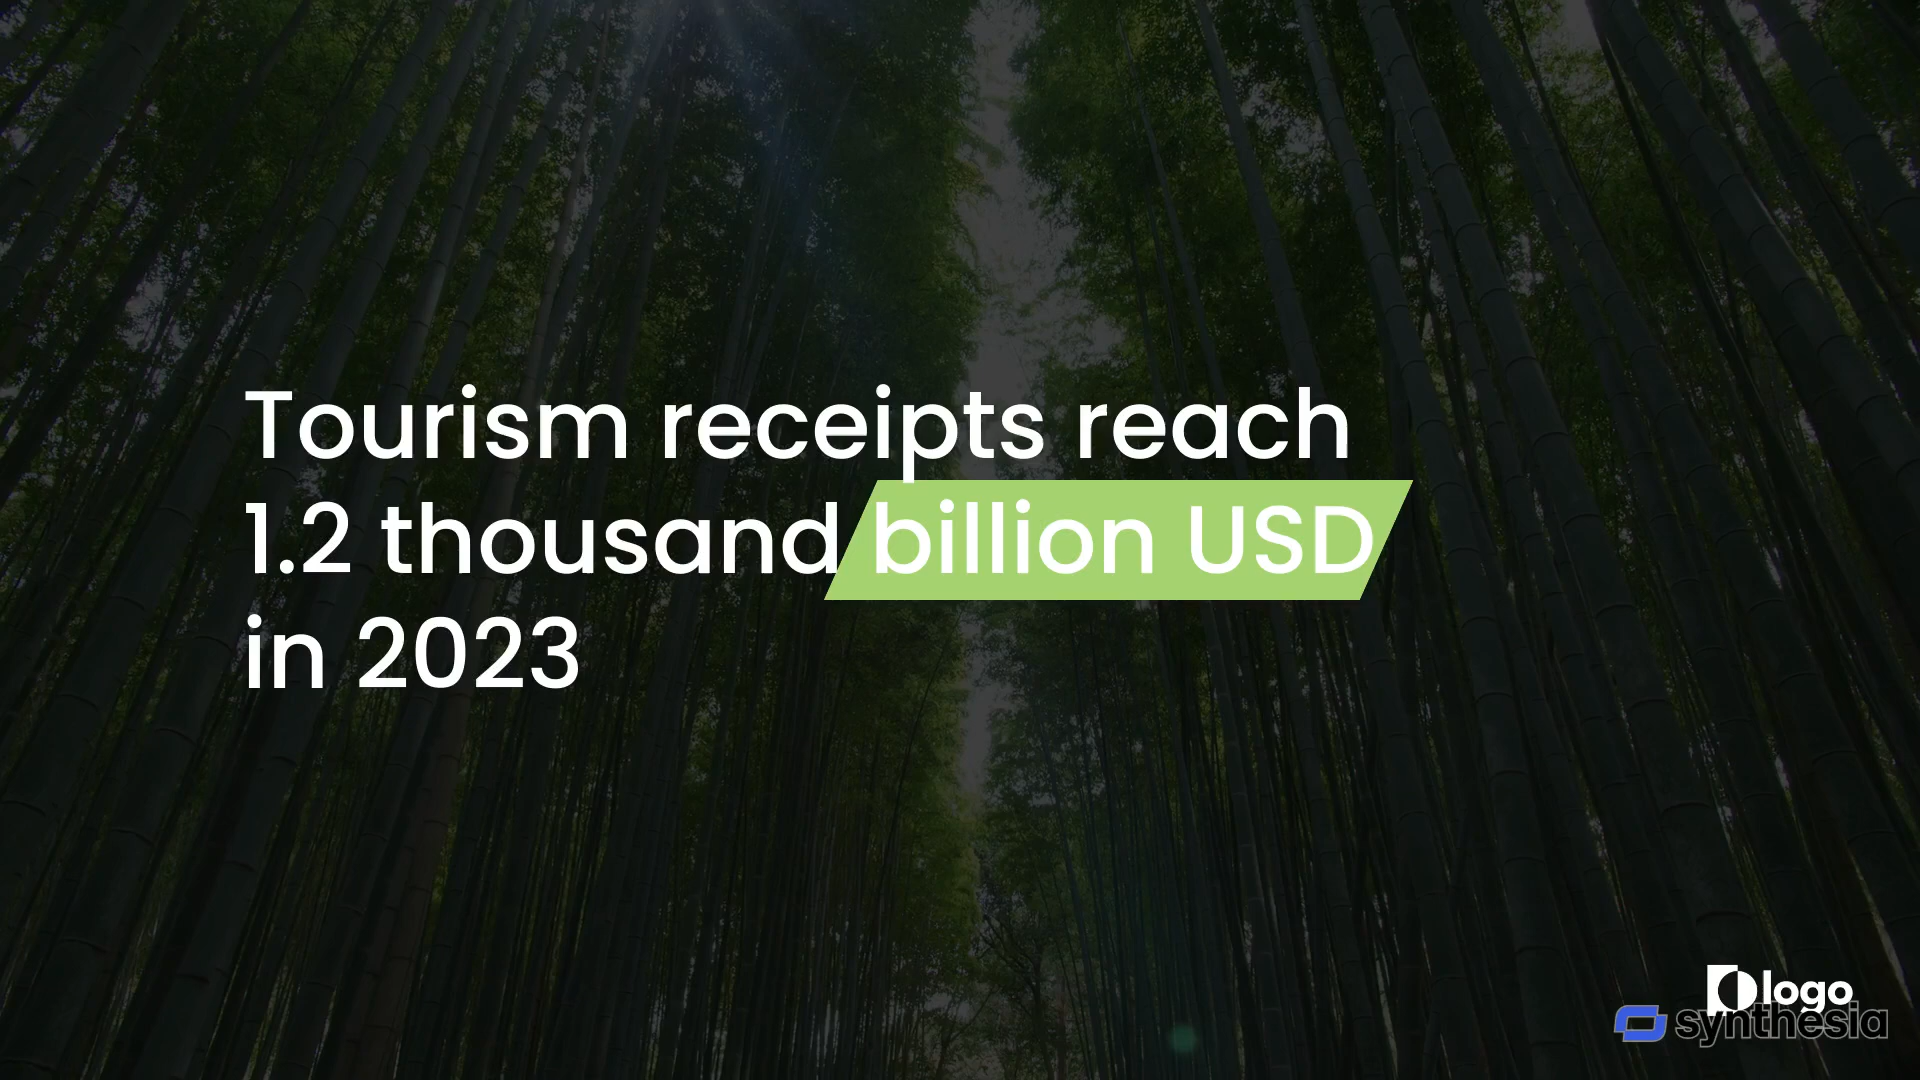 Tourism receipts reach
1.2 thousand billion USD
in 2023
logo
synthesia